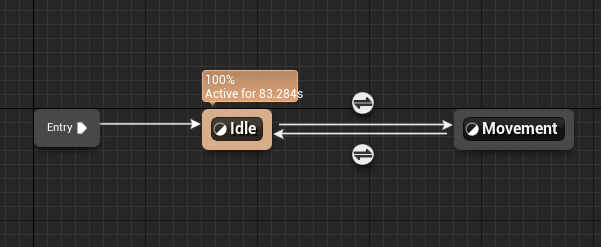 100%
Active for 83.284s
Entry
Idle
Movement